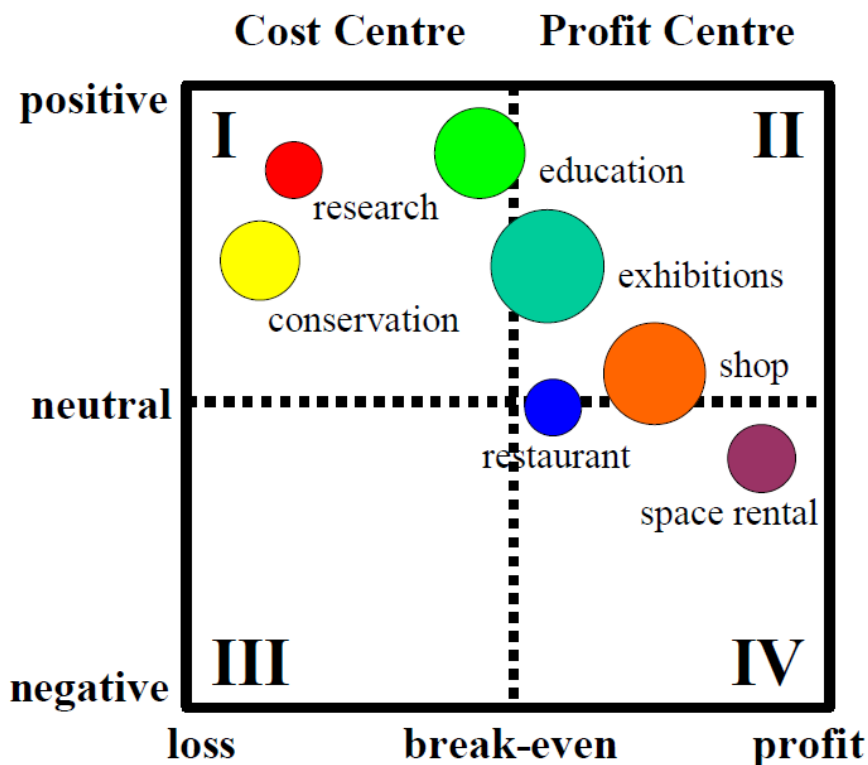 Cost Centre Profit Centre
positive
I II
education
research
exhibitions
conservation
shop
neutral
restaurant
space rental
III IV
negative
loss break-even profit